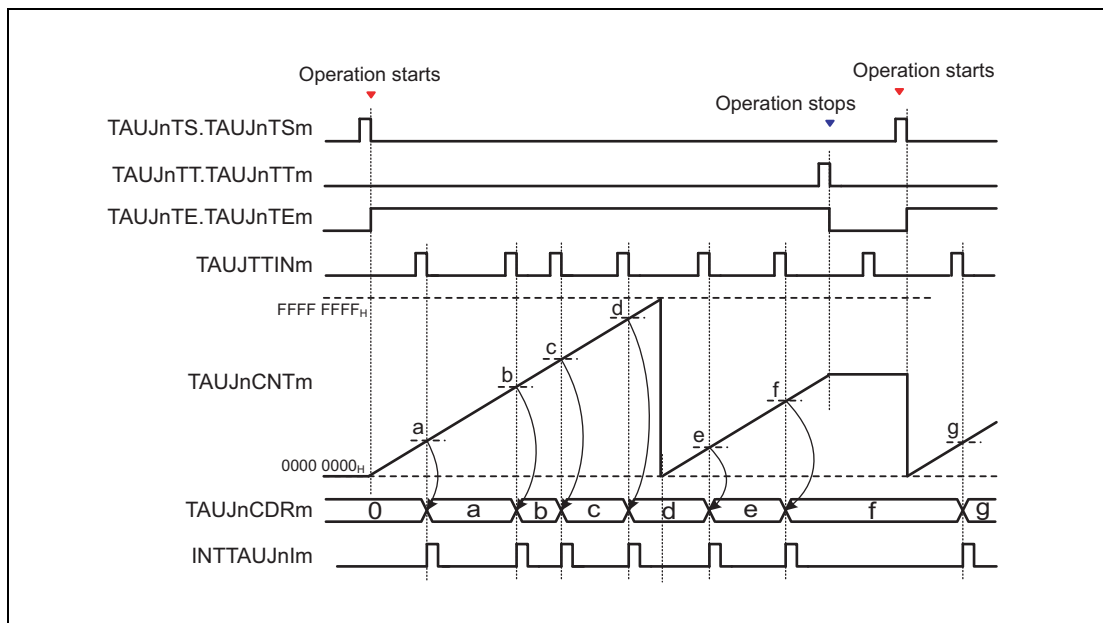 Operation starts
Operation starts
Operation stops
TAUJnTS.TAUJnTSm
TAUJnTT.TAUJnTTm
TAUJnTE.TAUJnTEm
TAUJTTINm
FFFF FFFFH
d
c
TAUJnCNTm
b
f
a
e
g
0000 0000H
TAUJnCDRm
0
a
b
c
d
e
f
g
INTTAUJnIm